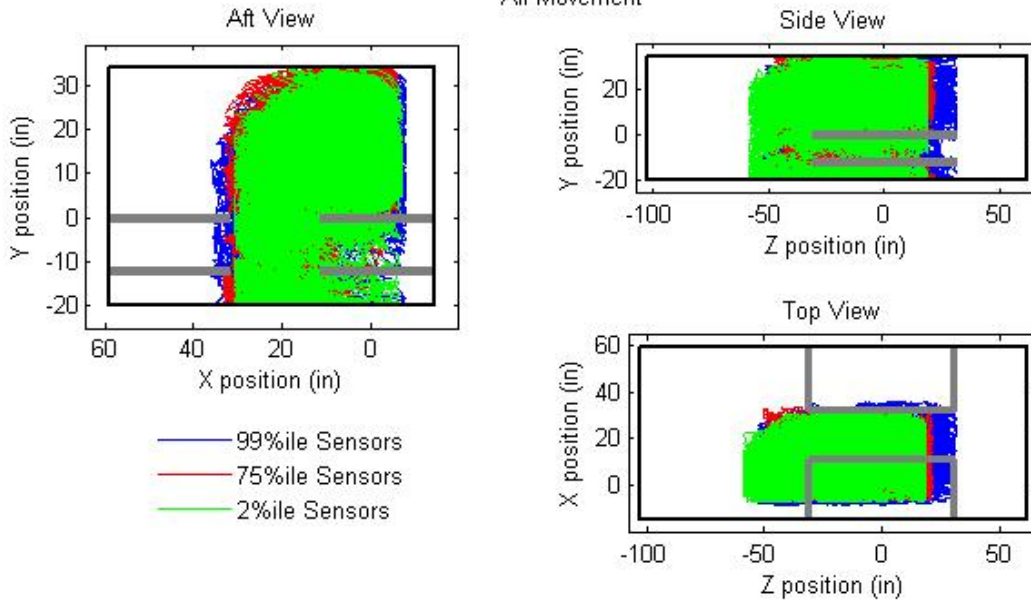 All Movement
Aft View
30
20
10
0
-10
-20
Y position (in)
60
40
20
0
X position (in)
Side View
20
0
-20
Y position (in)
-100
-50
0
50
Z position (in)
Top View
60
40
20
0
X position (in)
-100
-50
0
50
Z position (in)
99%ile Sensors
75%ile Sensors
2%ile Sensors